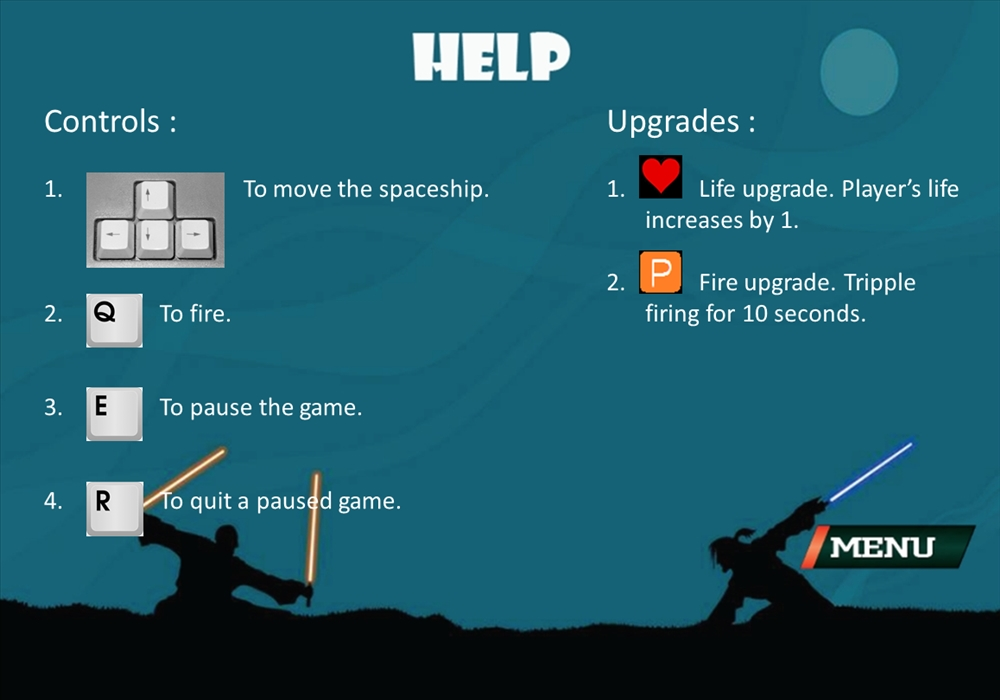 HELP
Controls :
1. To move the spaceship.
2. Q To fire.
3. E To pause the game.
4. R To quit a paused game.
Upgrades :
1. Life upgrade. Player’s life
increases by 1.
2. P Fire upgrade. Tripple
firing for 10 seconds.
MENU